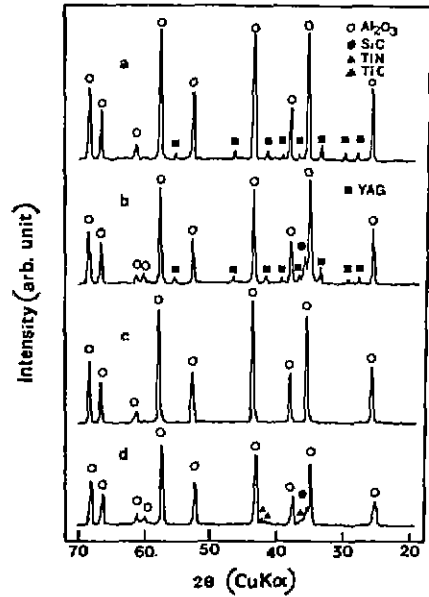 Al₂O₃
SiC
TiN
TiC
YAG
a
b
c
d
Intensity (arb. unit)
70 60. 50 40 30 20
2θ (CuKα)